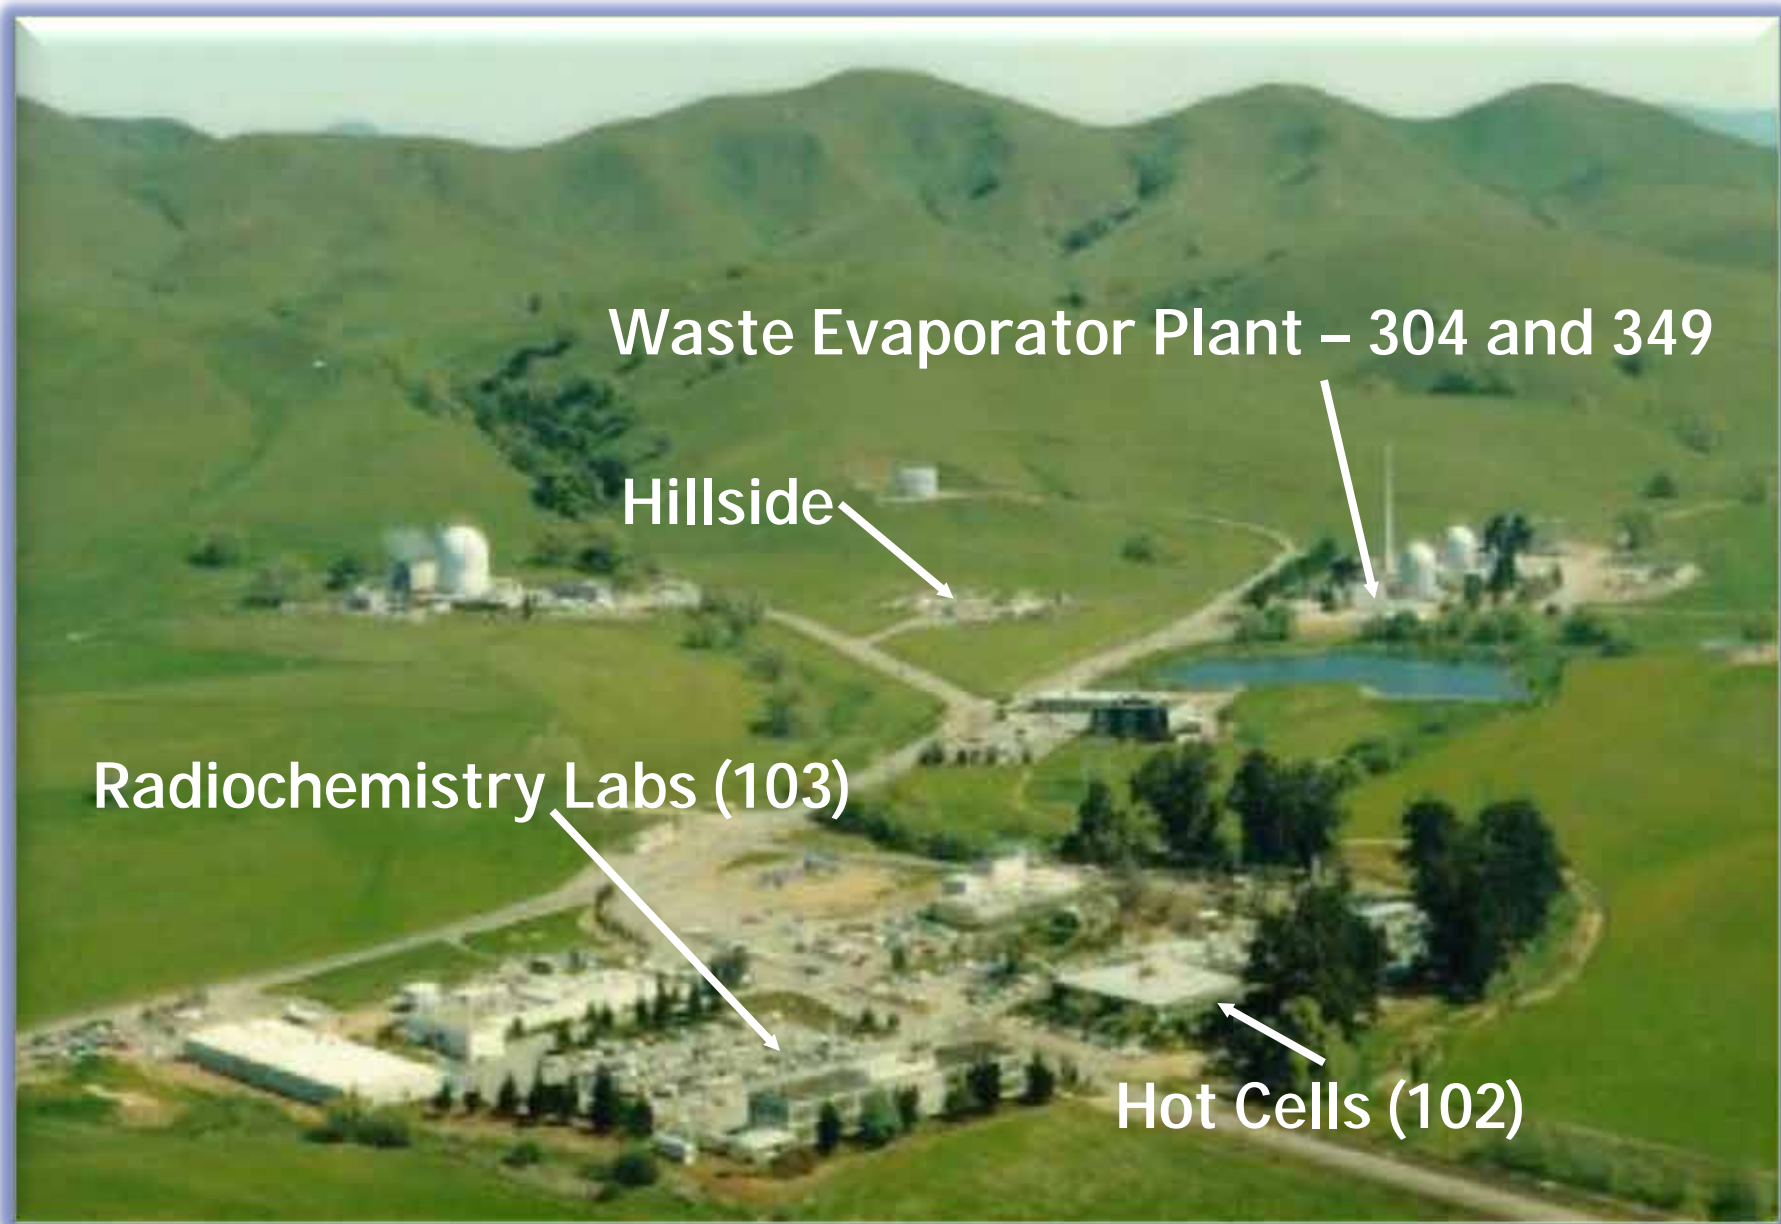 Waste Evaporator Plant – 304 and 349
Hillside
Radiochemistry Labs (103)
Hot Cells (102)